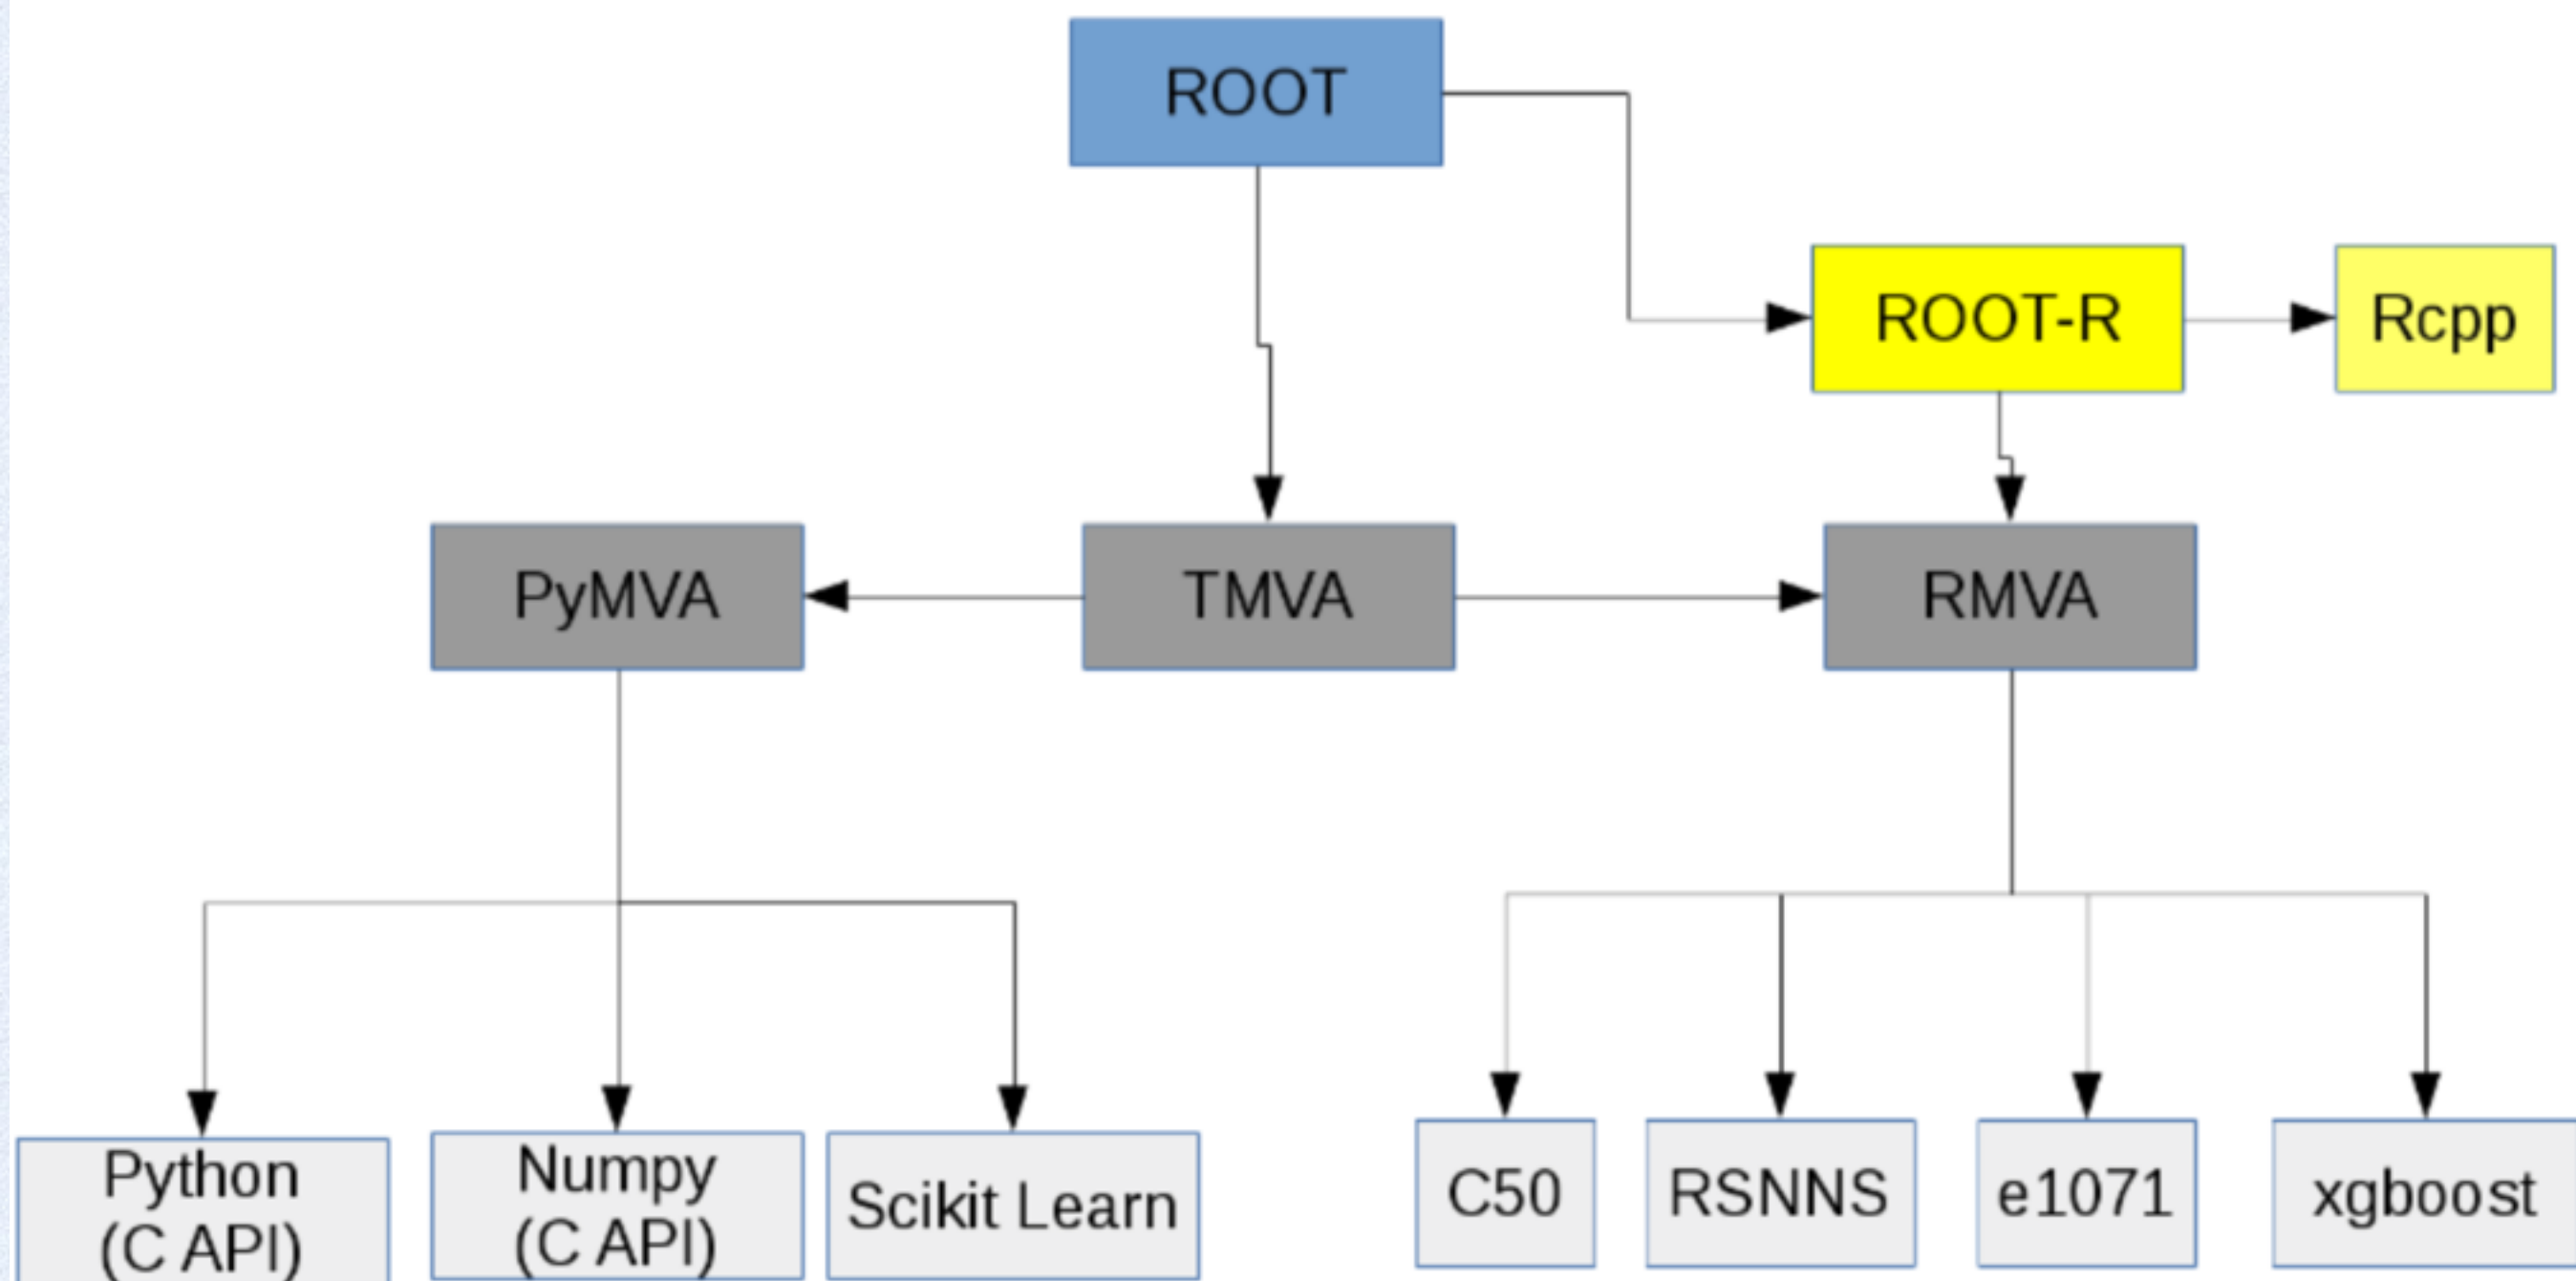 ROOT
ROOT-R
Rcpp
PyMVA
TMVA
RMVA
Python
(C API)
Numpy
(C API)
Scikit Learn
C50
RSNNS
e1071
xgboost